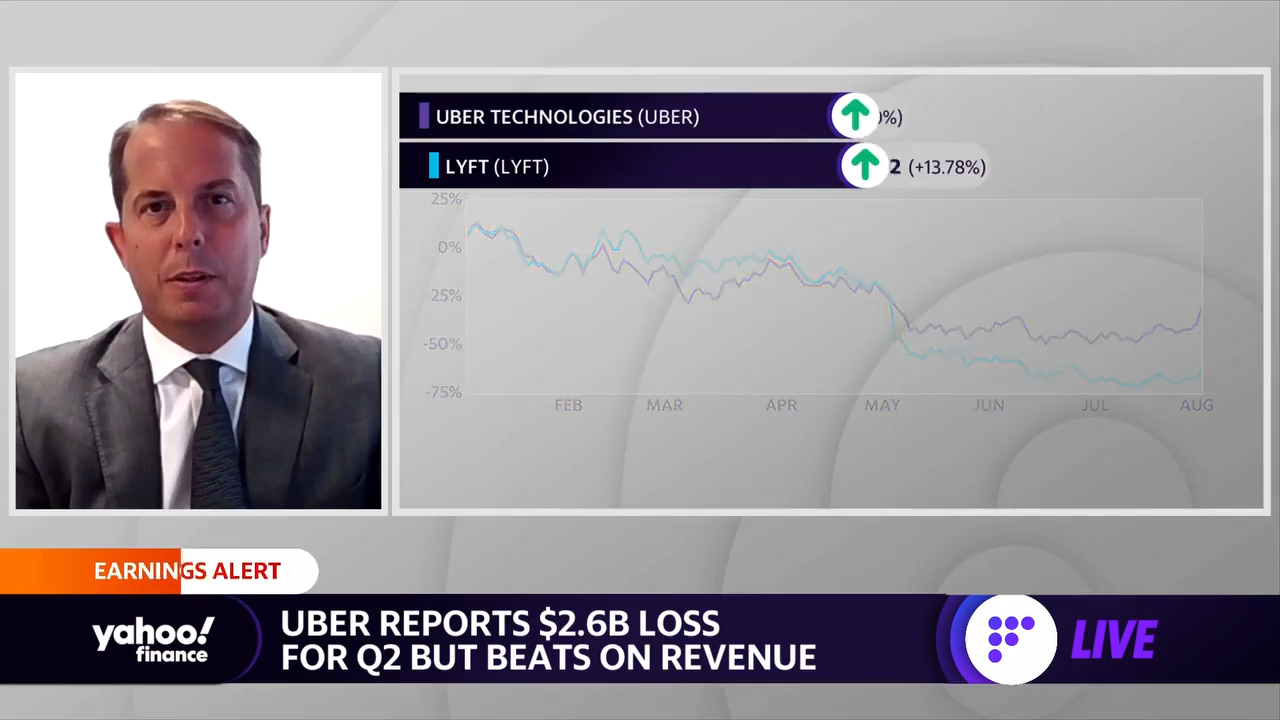 UBER TECHNOLOGIES (UBER)
%)
LYFT (LYFT)
2 (+13.78%)
25%
0%
25%
-50%
-75%
FEB MAR APR MAY JUN JUL AUG
EARNINGS ALERT
yahoo!
finance
UBER REPORTS $2.6B LOSS
FOR Q2 BUT BEATS ON REVENUE
LIVE